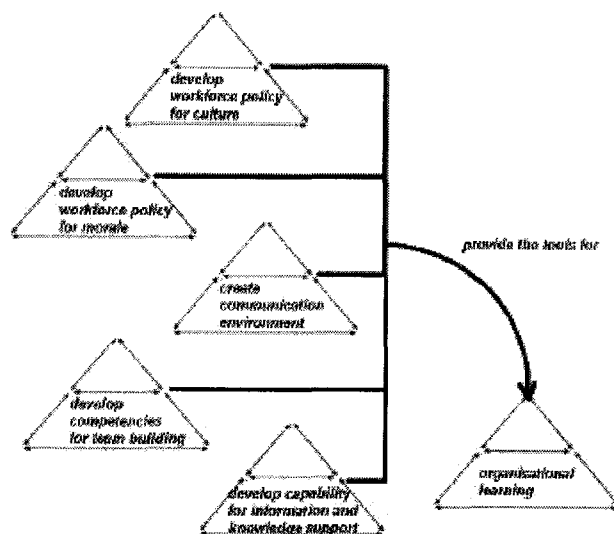 develop
workforce policy
for culture
develop
workforce policy
for morale
provide the tools for
create
communication
environment
develop
competencies
for team building
organisational
learning
develop capability
for information and
knowledge support